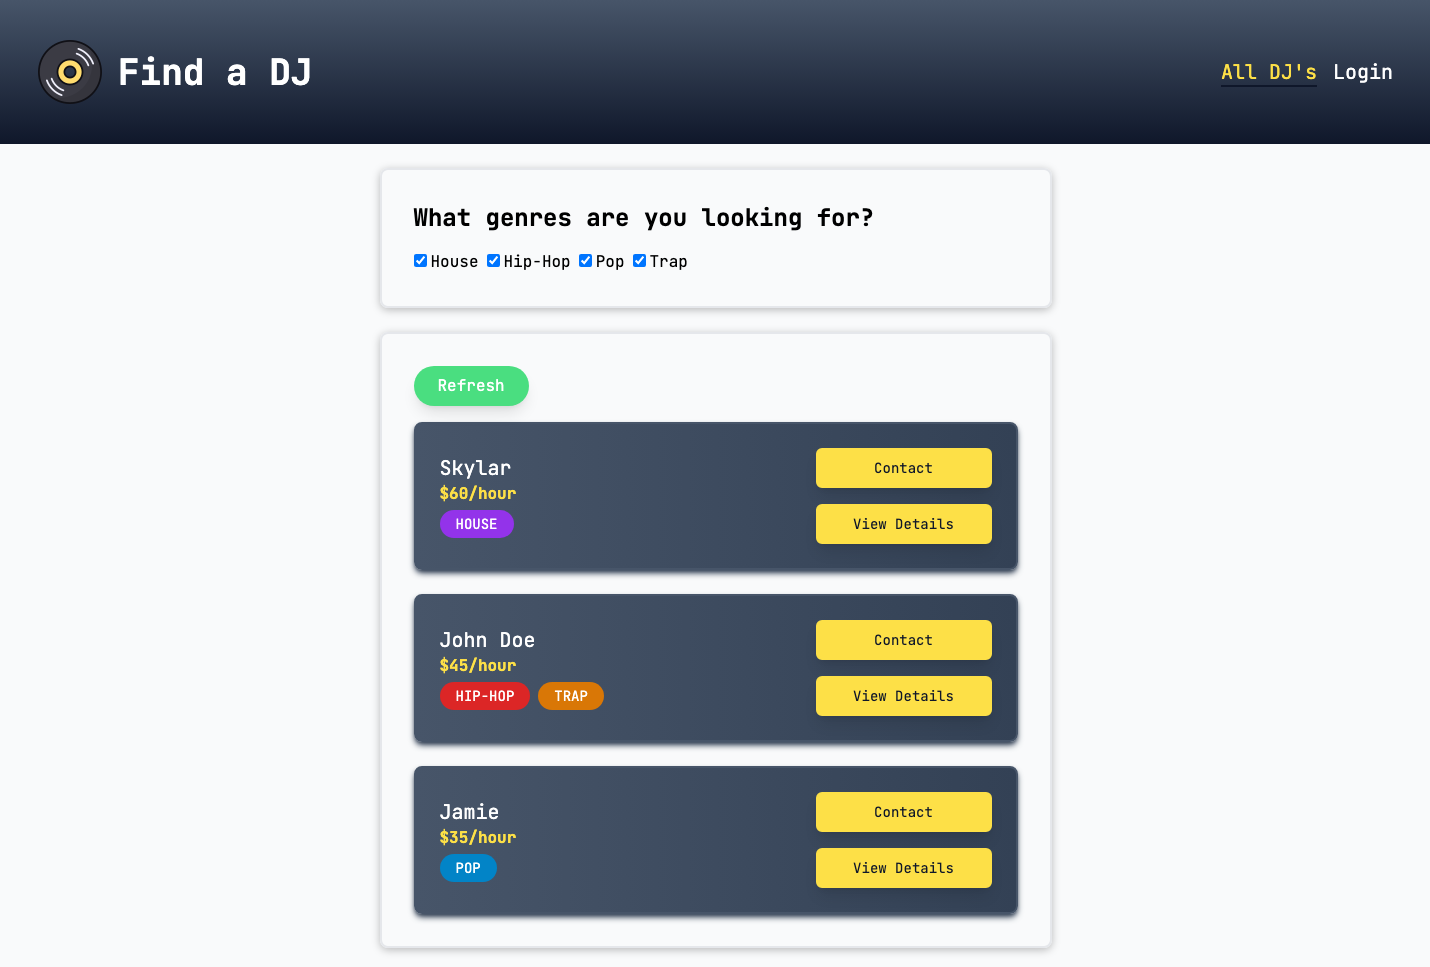 Find a DJ
All DJ's Login
What genres are you looking for?
House Hip-Hop Pop Trap
Refresh
Skylar
$60/hour
HOUSE
Contact
View Details
John Doe
$45/hour
HIP-HOP TRAP
Contact
View Details
Jamie
$35/hour
POP
Contact
View Details